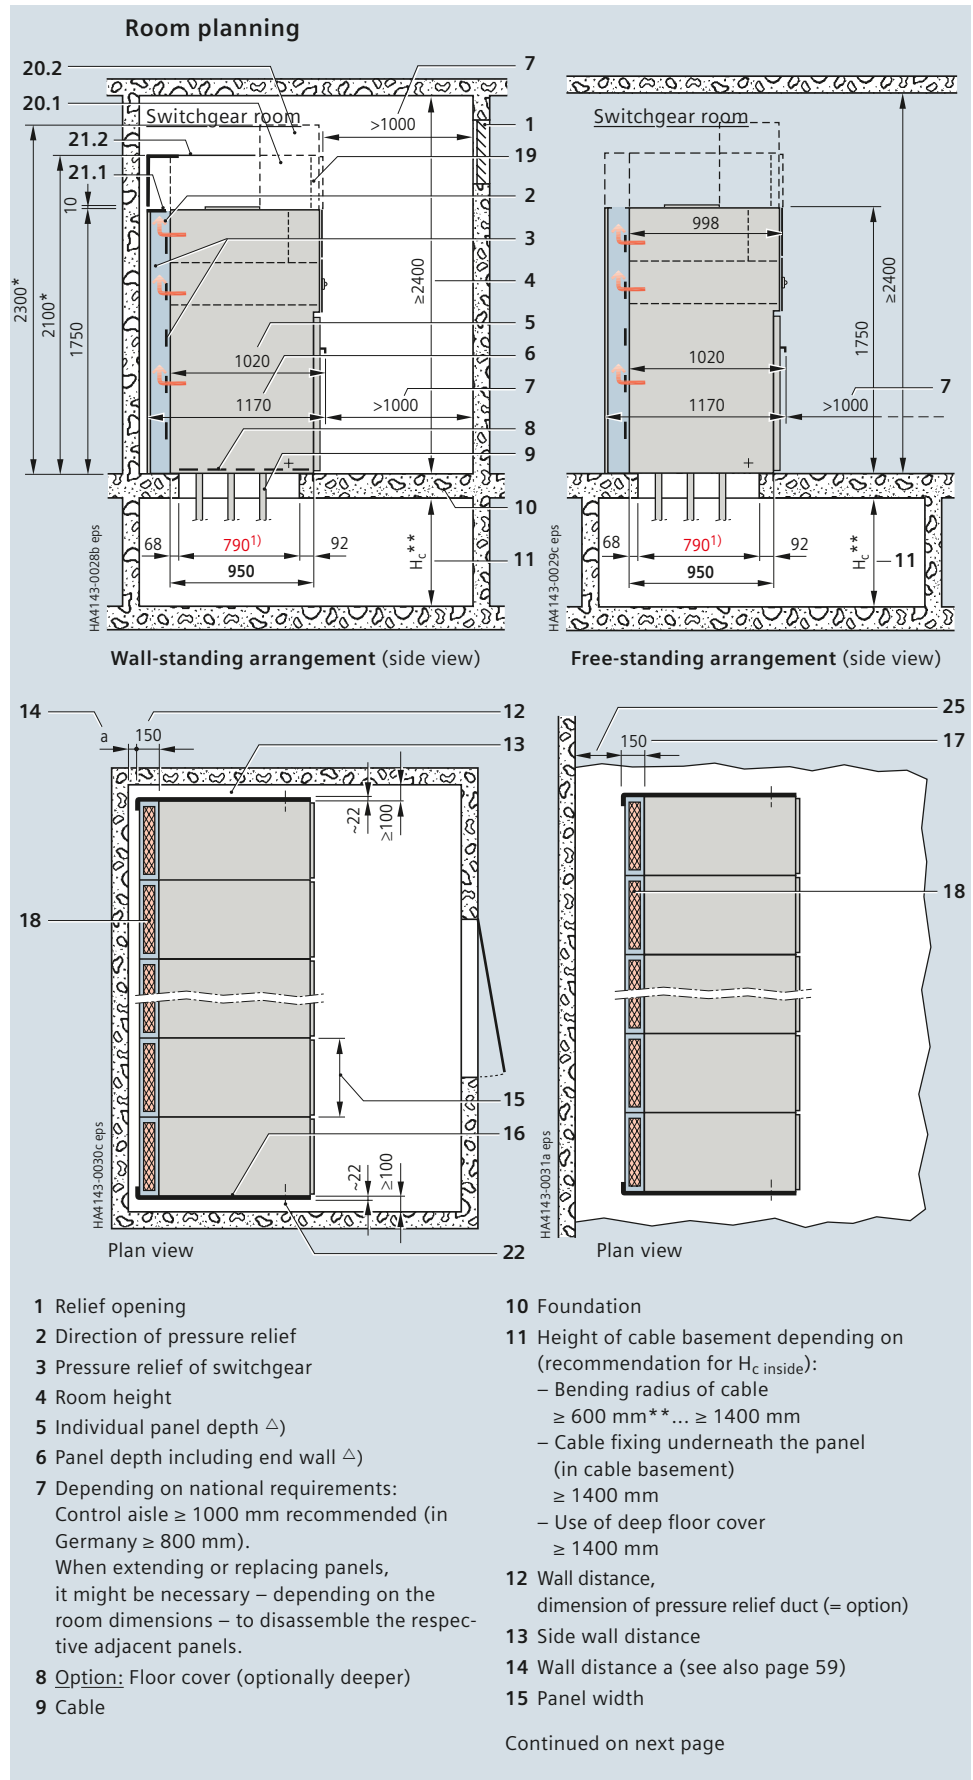 Room planning
20.2
20.1
21.2
21.1
Switchgear room
>1000
7
1
19
2
3
4
5
6
7
8
9
10
11
10
2300*
2100*
1750
≥2400
1020
1170
>1000
68
790¹⁾
92
950
H꜀**
HA4143-0028b eps
Wall-standing arrangement (side view)
Switchgear room
998
1750
≥2400
1020
1170
>1000
7
68
790¹⁾
92
950
H꜀**
11
HA4143-0029c eps
Free-standing arrangement (side view)
14
a
150
12
13
~22
≥100
18
15
16
~22
≥100
22
HA4143-0030c eps
Plan view
25
150
17
18
HA4143-0031a eps
Plan view
1 Relief opening
2 Direction of pressure relief
3 Pressure relief of switchgear
4 Room height
5 Individual panel depth △)
6 Panel depth including end wall △)
7 Depending on national requirements:
Control aisle ≥ 1000 mm recommended (in
Germany ≥ 800 mm).
When extending or replacing panels,
it might be necessary – depending on the
room dimensions – to disassemble the respec-
tive adjacent panels.
8 Option: Floor cover (optionally deeper)
9 Cable
10 Foundation
11 Height of cable basement depending on
(recommendation for Hc inside):
– Bending radius of cable
≥ 600 mm**... ≥ 1400 mm
– Cable fixing underneath the panel
(in cable basement)
≥ 1400 mm
– Use of deep floor cover
≥ 1400 mm
12 Wall distance,
dimension of pressure relief duct (= option)
13 Side wall distance
14 Wall distance a (see also page 59)
15 Panel width
Continued on next page